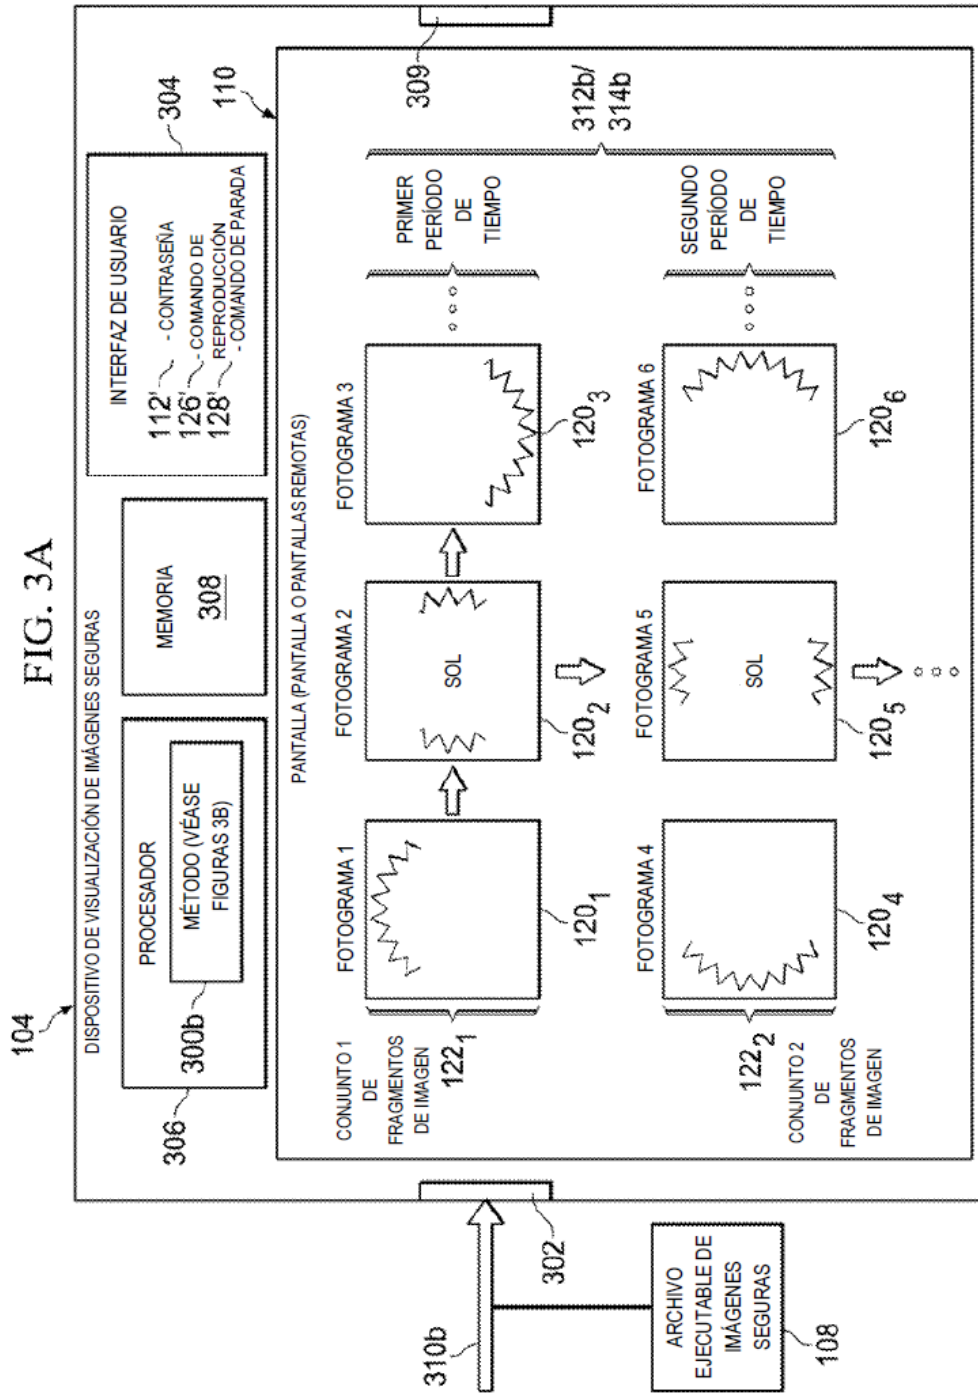 FIG. 3A
104
DISPOSITIVO DE VISUALIZACIÓN DE IMÁGENES SEGURAS
306
PROCESADOR
300b
MÉTODO (VÉASE
FIGURAS 3B)
MEMORIA
308
INTERFAZ DE USUARIO
304
112' - CONTRASEÑA
126' - COMANDO DE
REPRODUCCIÓN
128' - COMANDO DE PARADA
110
PANTALLA (PANTALLA O PANTALLAS REMOTAS)
309
CONJUNTO 1
DE
FRAGMENTOS
DE IMAGEN
122₁
FOTOGRAMA 1
120₁
FOTOGRAMA 2
SOL
120₂
FOTOGRAMA 3
120₃
PRIMER
PERÍODO
DE
TIEMPO
312b/
314b
CONJUNTO 2
DE
FRAGMENTOS
DE IMAGEN
122₂
FOTOGRAMA 4
120₄
FOTOGRAMA 5
SOL
120₅
FOTOGRAMA 6
120₆
SEGUNDO
PERÍODO
DE
TIEMPO
310b
302
ARCHIVO
EJECUTABLE DE
IMÁGENES
SEGURAS
108